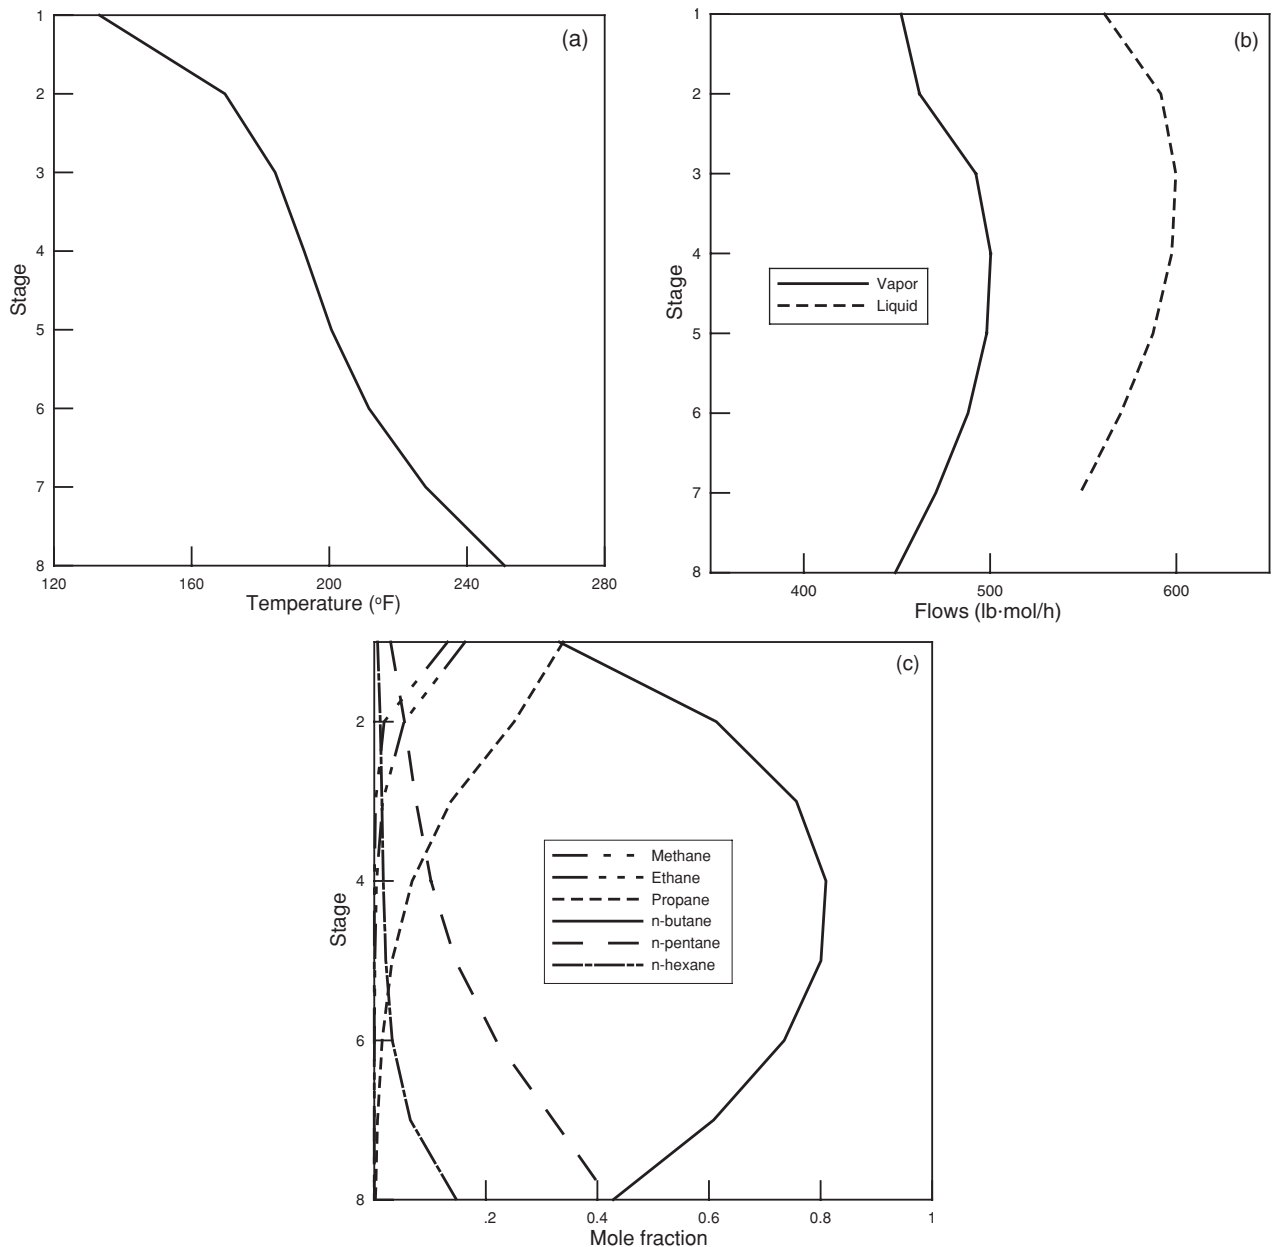 (a)
1
2
3
4
5
6
7
8
Stage
120
160
200
240
280
Temperature (°F)
(b)
1
2
3
4
5
6
7
8
Stage
Vapor
Liquid
400
500
600
Flows (lb·mol/h)
(c)
2
4
6
8
Stage
Methane
Ethane
Propane
n-butane
n-pentane
n-hexane
.2
0.4
0.6
0.8
1
Mole fraction